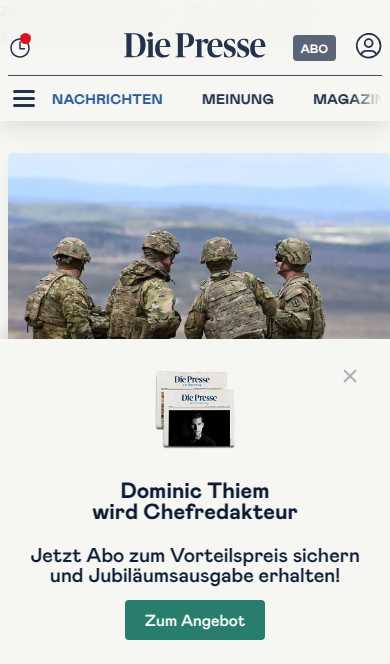 Die Presse
ABO
NACHRICHTEN MEINUNG MAGAZIN
Die Presse
Die Presse
Dominic Thiem
wird Chefredakteur
Jetzt Abo zum Vorteilspreis sichern
und Jubiläumsausgabe erhalten!
Zum Angebot